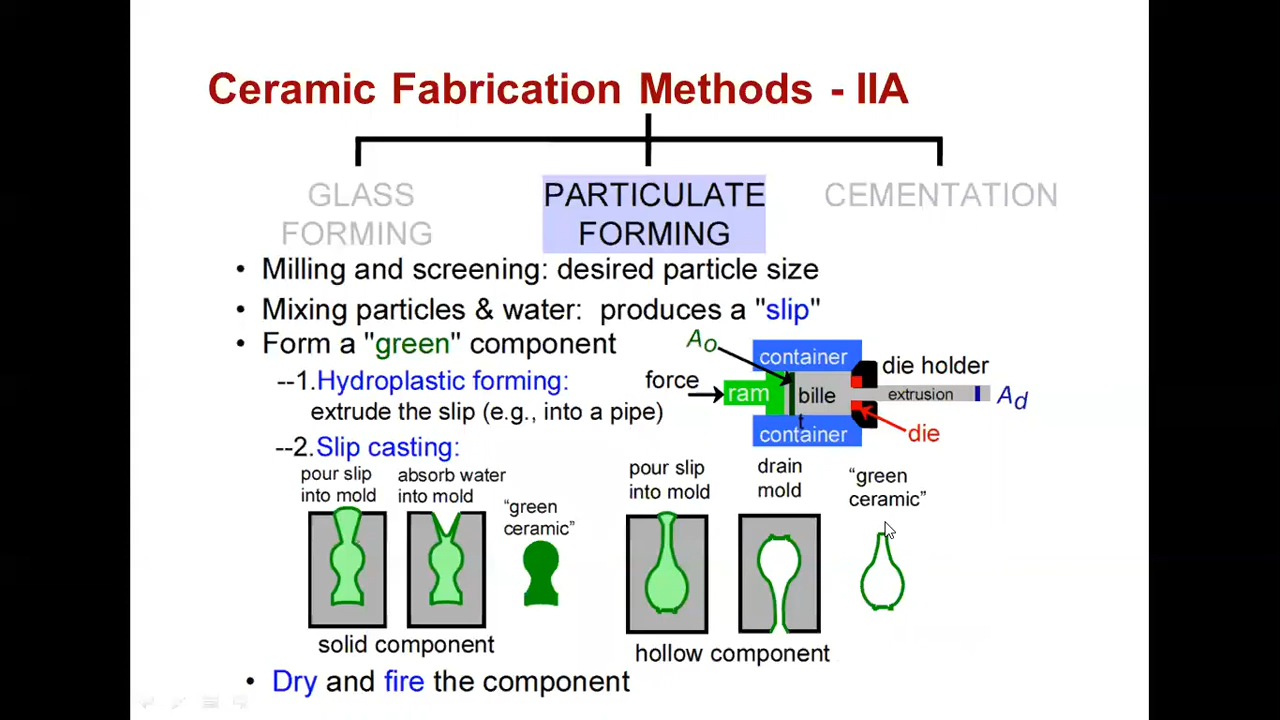 Ceramic Fabrication Methods - IIA
GLASS
FORMING
PARTICULATE
FORMING
CEMENTATION
• Milling and screening: desired particle size
• Mixing particles & water: produces a "slip"
• Form a "green" component
--1.Hydroplastic forming:
extrude the slip (e.g., into a pipe)
Ao
container
force
ram
bille
t
container
die holder
extrusion
Ad
die
--2.Slip casting:
pour slip
into mold
absorb water
into mold
“green
ceramic”
solid component
pour slip
into mold
drain
mold
“green
ceramic”
hollow component
• Dry and fire the component